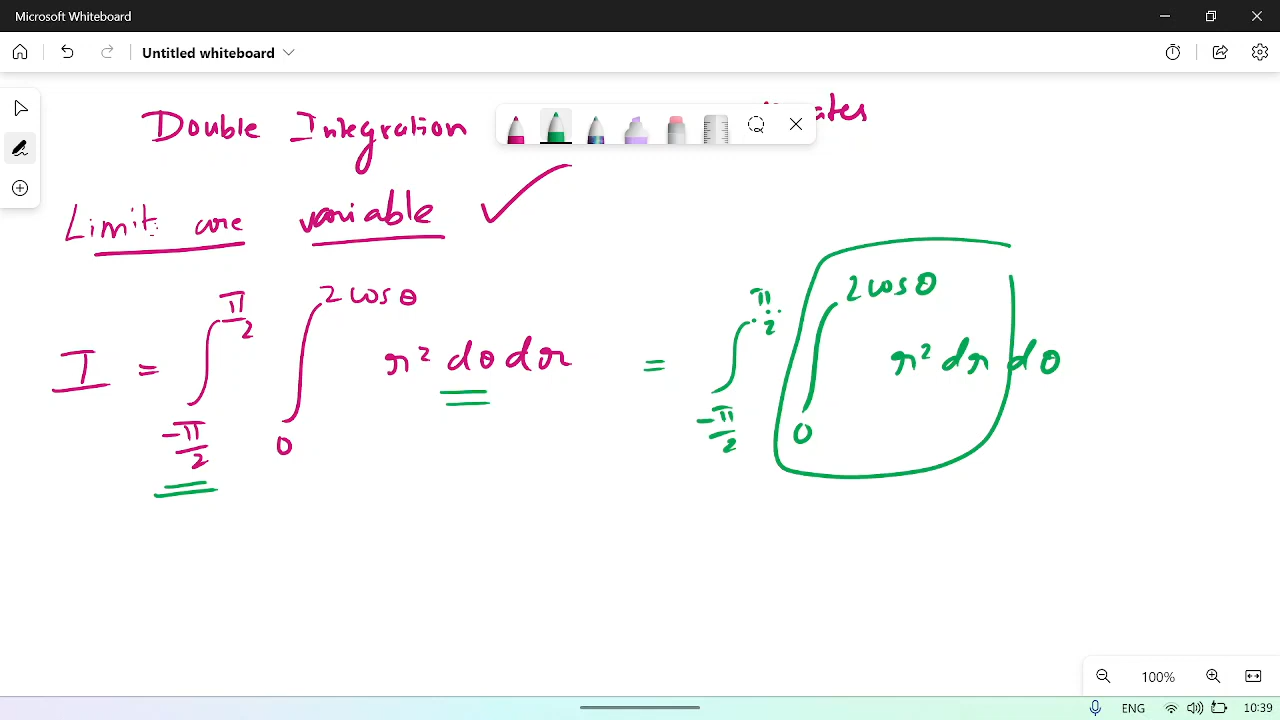 Microsoft Whiteboard
Untitled whiteboard
Double Integration
Limit are variable ✓
I = ∫_{-π/2}^{π/2} ∫_0^{2cosθ} r² dθ dr = ∫_{-π/2}^{π/2} ∫_0^{2cosθ} r² dr dθ
100%
ENG 10:39